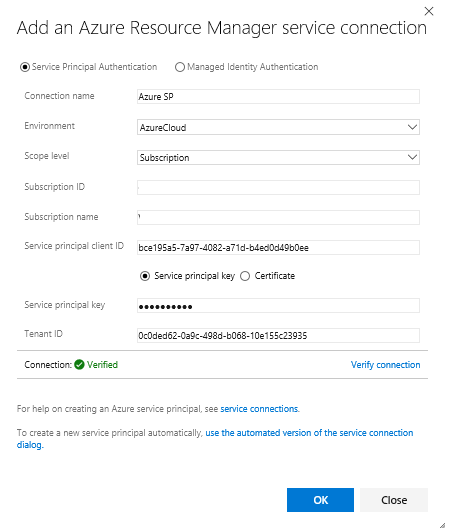 Add an Azure Resource Manager service connection
Service Principal Authentication Managed Identity Authentication
Connection name Azure SP
Environment AzureCloud
Scope level Subscription
Subscription ID
Subscription name
Service principal client ID bce195a5-7a97-4082-a71d-b4ed0d49b0ee
Service principal key Certificate
Service principal key ●●●●●●●●●●
Tenant ID 0c0ded62-0a9c-498d-b068-10e155c23935
Connection: Verified Verify connection
For help on creating an Azure service principal, see service connections.
To create a new service principal automatically, use the automated version of the service connection
dialog.
OK Close